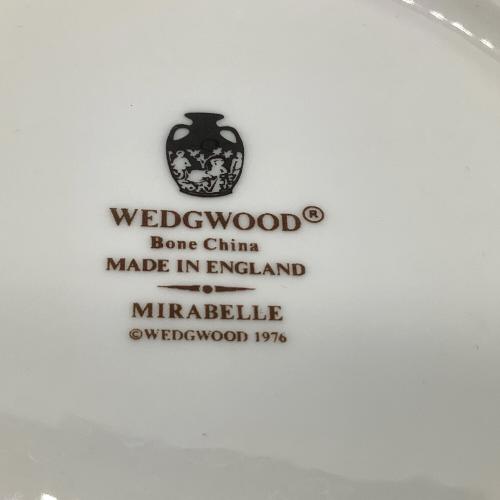 WEDGWOOD®
Bone China
MADE IN ENGLAND
MIRABELLE
©WEDGWOOD 1976